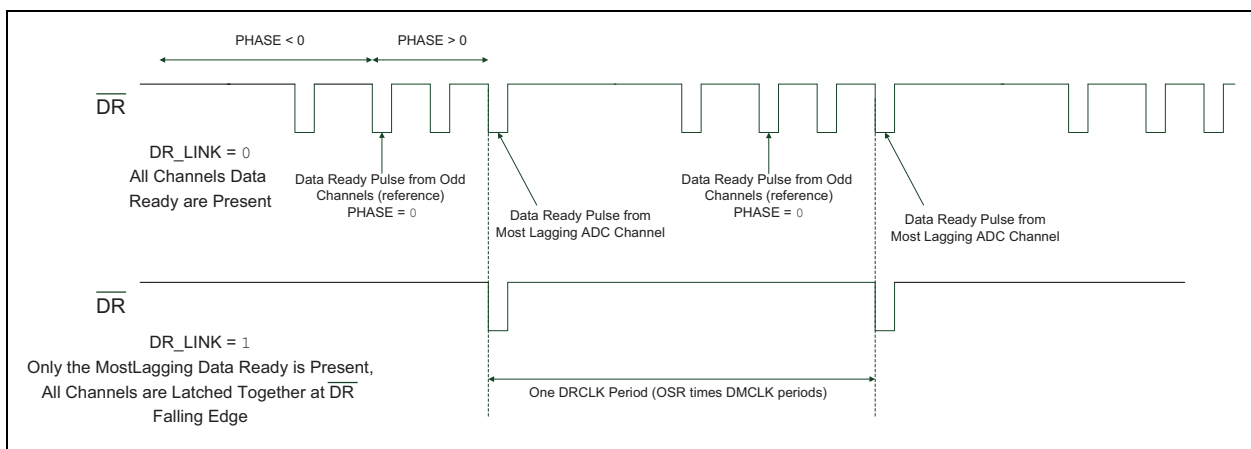 PHASE < 0
PHASE > 0
DR
DR_LINK = 0
All Channels Data
Ready are Present
Data Ready Pulse from Odd
Channels (reference)
PHASE = 0
Data Ready Pulse from
Most Lagging ADC Channel
Data Ready Pulse from Odd
Channels (reference)
PHASE = 0
Data Ready Pulse from
Most Lagging ADC Channel
DR
DR_LINK = 1
Only the MostLagging Data Ready is Present,
All Channels are Latched Together at DR
Falling Edge
One DRCLK Period (OSR times DMCLK periods)